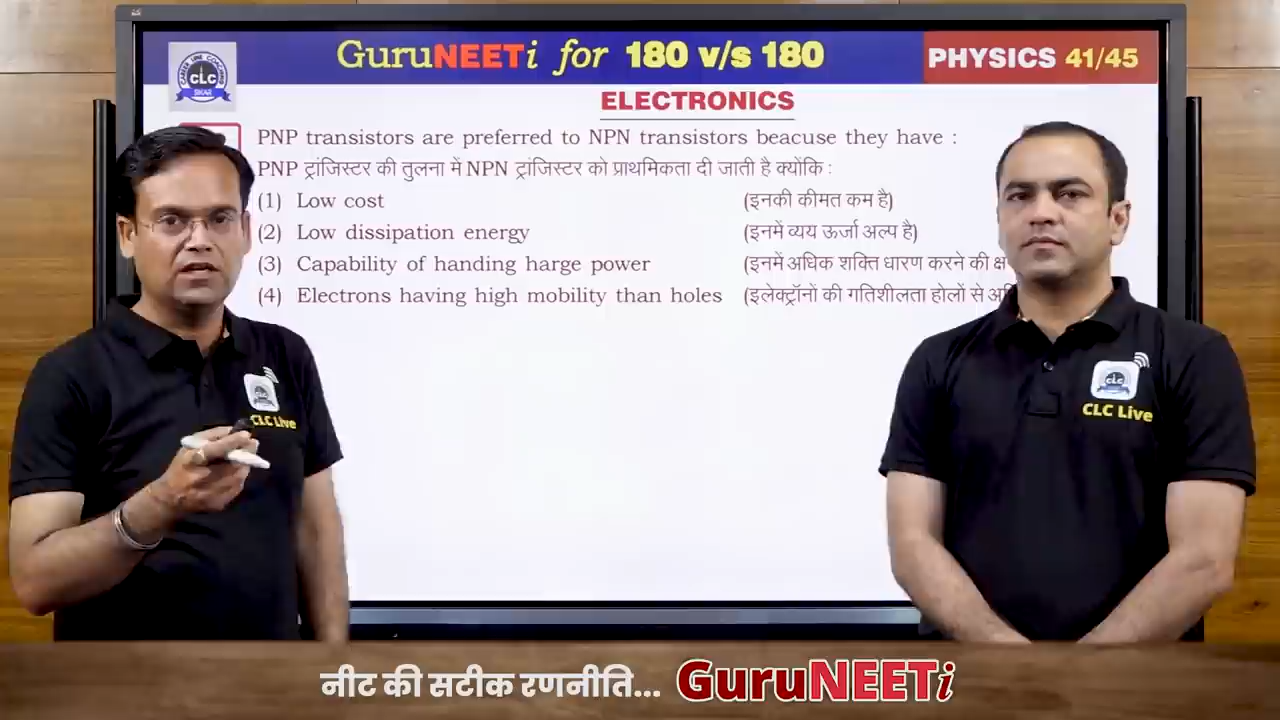 GuruNEETi for 180 v/s 180
PHYSICS 41/45
CLC
SIKAR
ELECTRONICS
PNP transistors are preferred to NPN transistors beacuse they have :
PNP ट्रांजिस्टर की तुलना में NPN ट्रांजिस्टर को प्राथमिकता दी जाती है क्योंकि :
(1) Low cost (इनकी कीमत कम है)
(2) Low dissipation energy (इनमें व्यय ऊर्जा अल्प है)
(3) Capability of handing harge power (इनमें अधिक शक्ति धारण करने की
(4) Electrons having high mobility than holes (इलेक्ट्रॉनों की गतिशीलता होलों से
CLC Live
CLC
CLC Live
नीट की सटीक रणनीति... GuruNEETi